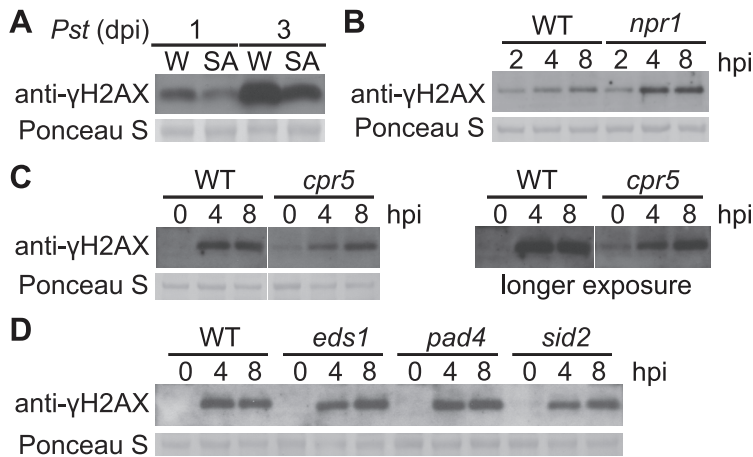 A
Pst (dpi) 1 3
W SA W SA
anti-γH2AX
Ponceau S
B
WT npr1
2 4 8 2 4 8 hpi
anti-γH2AX
Ponceau S
C
WT cpr5
0 4 8 0 4 8 hpi
anti-γH2AX
Ponceau S
WT cpr5
0 4 8 0 4 8 hpi
longer exposure
D
WT eds1 pad4 sid2
0 4 8 0 4 8 0 4 8 0 4 8 hpi
anti-γH2AX
Ponceau S